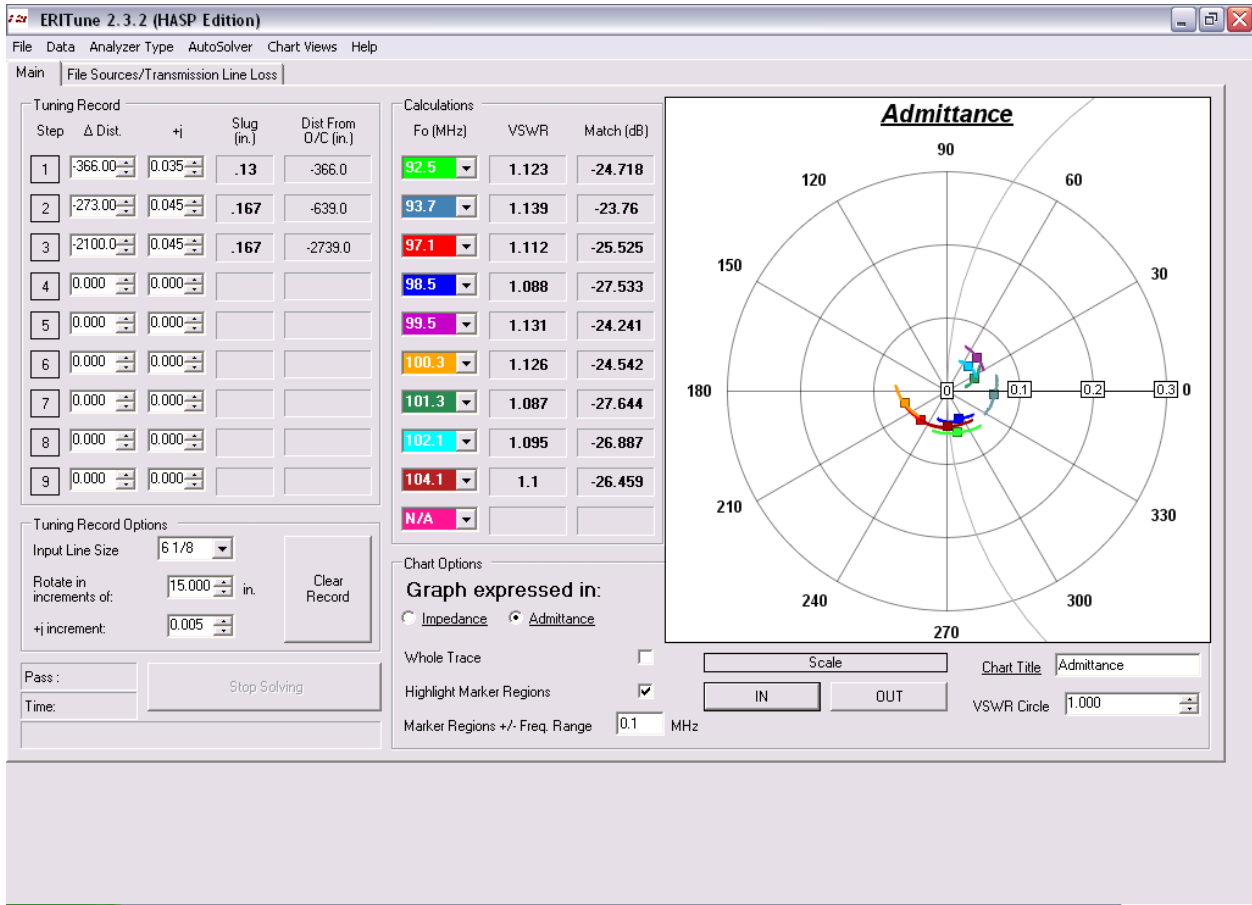 ERITune 2.3.2 (HASP Edition)
File Data Analyzer Type AutoSolver Chart Views Help
Main File Sources/Transmission Line Loss
Tuning Record
Step Δ Dist. +j Slug (in.) Dist From O/C (in.)
1 -366.00 0.035 .13 -366.0
2 -273.00 0.045 .167 -639.0
3 -2100.0 0.045 .167 -2739.0
4 0.000 0.000
5 0.000 0.000
6 0.000 0.000
7 0.000 0.000
8 0.000 0.000
9 0.000 0.000
Tuning Record Options
Input Line Size 6 1/8
Rotate in increments of: 15.000 in.
+j increment: 0.005
Clear Record
Pass :
Time:
Stop Solving
Calculations
Fo (MHz) VSWR Match (dB)
92.5 1.123 -24.718
93.7 1.139 -23.76
97.1 1.112 -25.525
98.5 1.088 -27.533
99.5 1.131 -24.241
100.3 1.126 -24.542
101.3 1.087 -27.644
102.1 1.095 -26.887
104.1 1.1 -26.459
N/A
Chart Options
Graph expressed in:
Impedance Admittance
Whole Trace
Highlight Marker Regions
Marker Regions +/- Freq. Range 0.1 MHz
Admittance
90
120 60
150 30
180 0 0.1 0.2 0.3 0
210 330
240 300
270
Scale
IN OUT
Chart Title Admittance
VSWR Circle 1.000